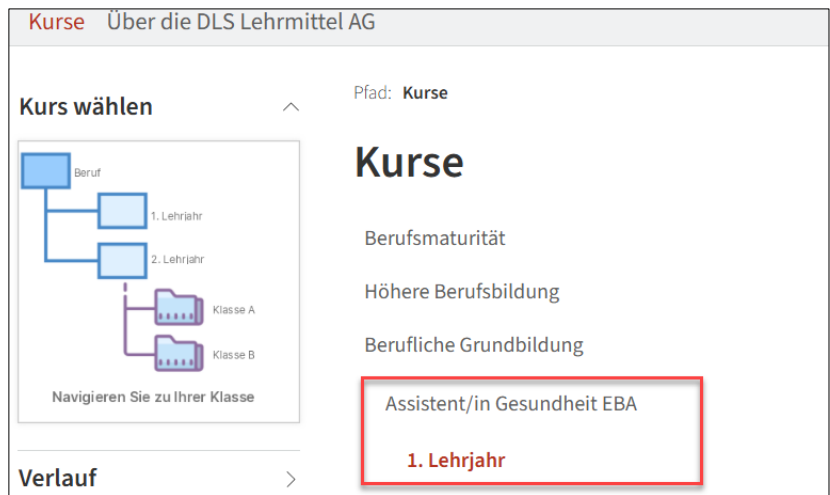 Kurse Über die DLS Lehrmittel AG
Kurs wählen
Beruf
1. Lehrjahr
2. Lehrjahr
Klasse A
Klasse B
Navigieren Sie zu Ihrer Klasse
Verlauf
Pfad: Kurse
Kurse
Berufsmaturität
Höhere Berufsbildung
Berufliche Grundbildung
Assistent/in Gesundheit EBA
1. Lehrjahr